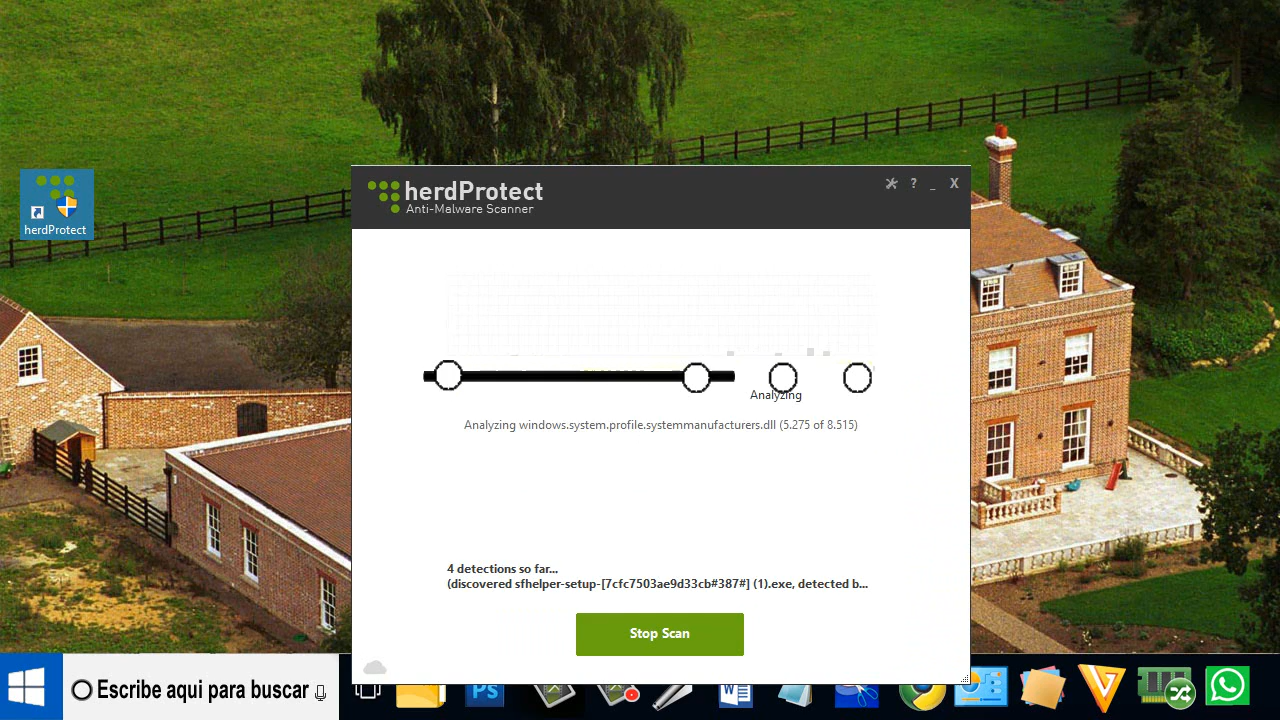 herdProtect
Anti-Malware Scanner
? _ X
herdProtect
Analyzing
Analyzing windows.system.profile.systemmanufacturers.dll (5.275 of 8.515)
4 detections so far...
(discovered sfhelper-setup-[7cfc7503ae9d33cb#387#] (1).exe, detected b...
Stop Scan
Escribe aqui para buscar
Ps
W